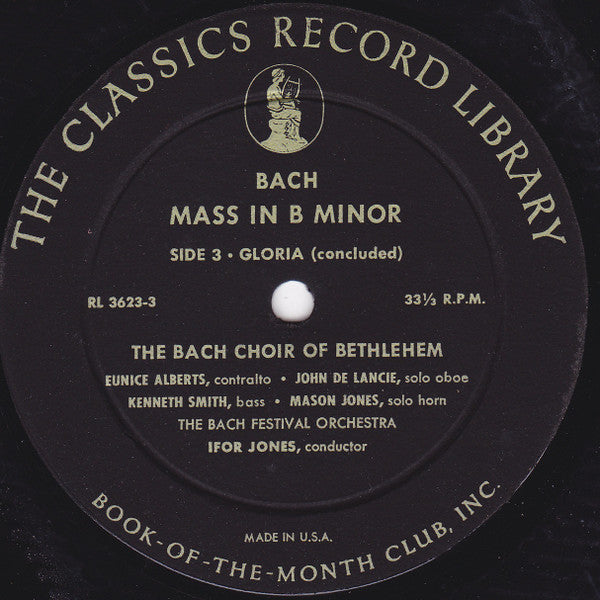 THE CLASSICS RECORD LIBRARY
BACH
MASS IN B MINOR
SIDE 3 • GLORIA (concluded)
RL 3623-3
33⅓ R.P.M.
THE BACH CHOIR OF BETHLEHEM
EUNICE ALBERTS, contralto • JOHN DE LANCIE, solo oboe
KENNETH SMITH, bass • MASON JONES, solo horn
THE BACH FESTIVAL ORCHESTRA
IFOR JONES, conductor
MADE IN U.S.A.
BOOK-OF-THE-MONTH CLUB, INC.